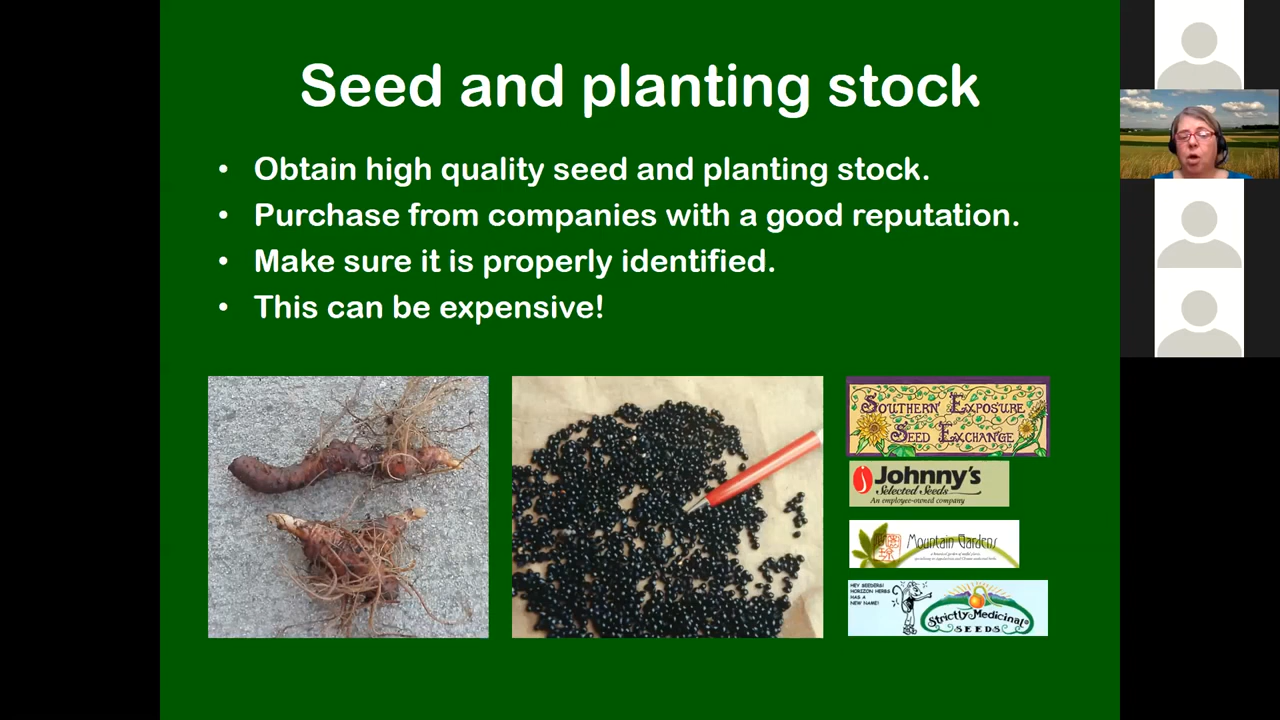 Seed and planting stock
• Obtain high quality seed and planting stock.
• Purchase from companies with a good reputation.
• Make sure it is properly identified.
• This can be expensive!
SOUTHERN EXPOSURE
SEED EXCHANGE
Johnny's
Selected Seeds
An employee-owned company
Mountain Gardens
HEY SEEDERS!
HORIZON HERBS
HAS A
NEW NAME!
Strictly Medicinal®
SEEDS